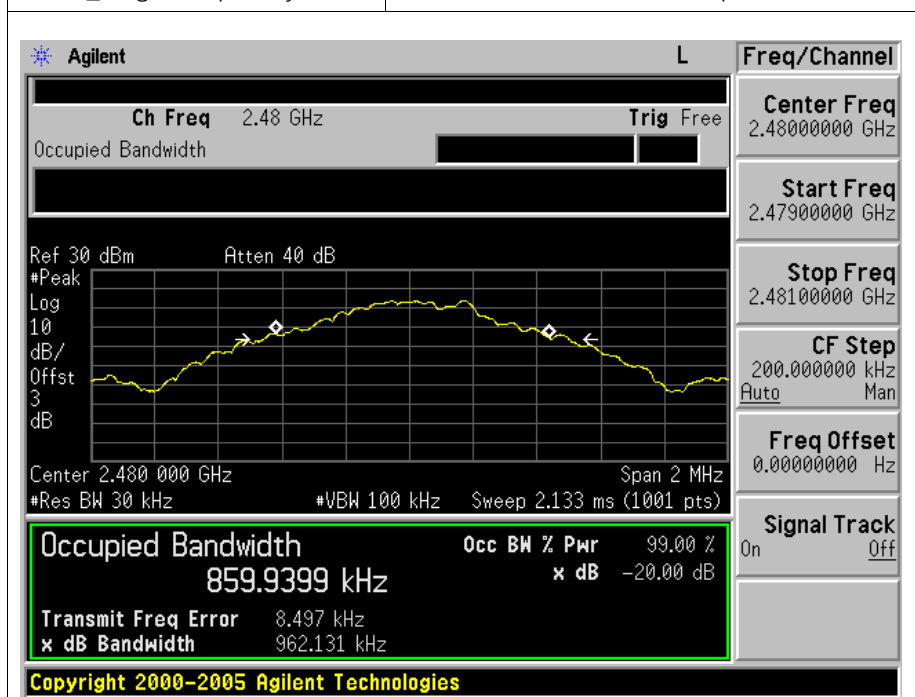 Agilent L Freq/Channel
Ch Freq 2.48 GHz Trig Free
Occupied Bandwidth
Center Freq
2.48000000 GHz
Start Freq
2.47900000 GHz
Stop Freq
2.48100000 GHz
CF Step
200.000000 kHz
Auto Man
Freq Offset
0.00000000 Hz
Signal Track
On Off
Ref 30 dBm Atten 40 dB
#Peak
Log
10
dB/
Offst
3
dB
Center 2.480 000 GHz Span 2 MHz
#Res BW 30 kHz #VBW 100 kHz Sweep 2.133 ms (1001 pts)
Occupied Bandwidth
859.9399 kHz
Occ BW % Pwr 99.00 %
x dB -20.00 dB
Transmit Freq Error 8.497 kHz
x dB Bandwidth 962.131 kHz
Copyright 2000-2005 Agilent Technologies